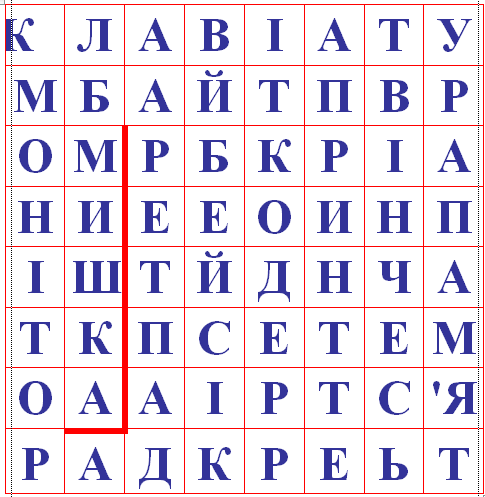 К Л А В І А Т У
М Б А Й Т П В Р
О М Р Б К Р І А
Н И Е Е О И Н П
І Ш Т Й Д Н Ч А
Т К П С Е Т Е М
О А А І Р Т С 'Я
Р А Д К Р Е Ь Т